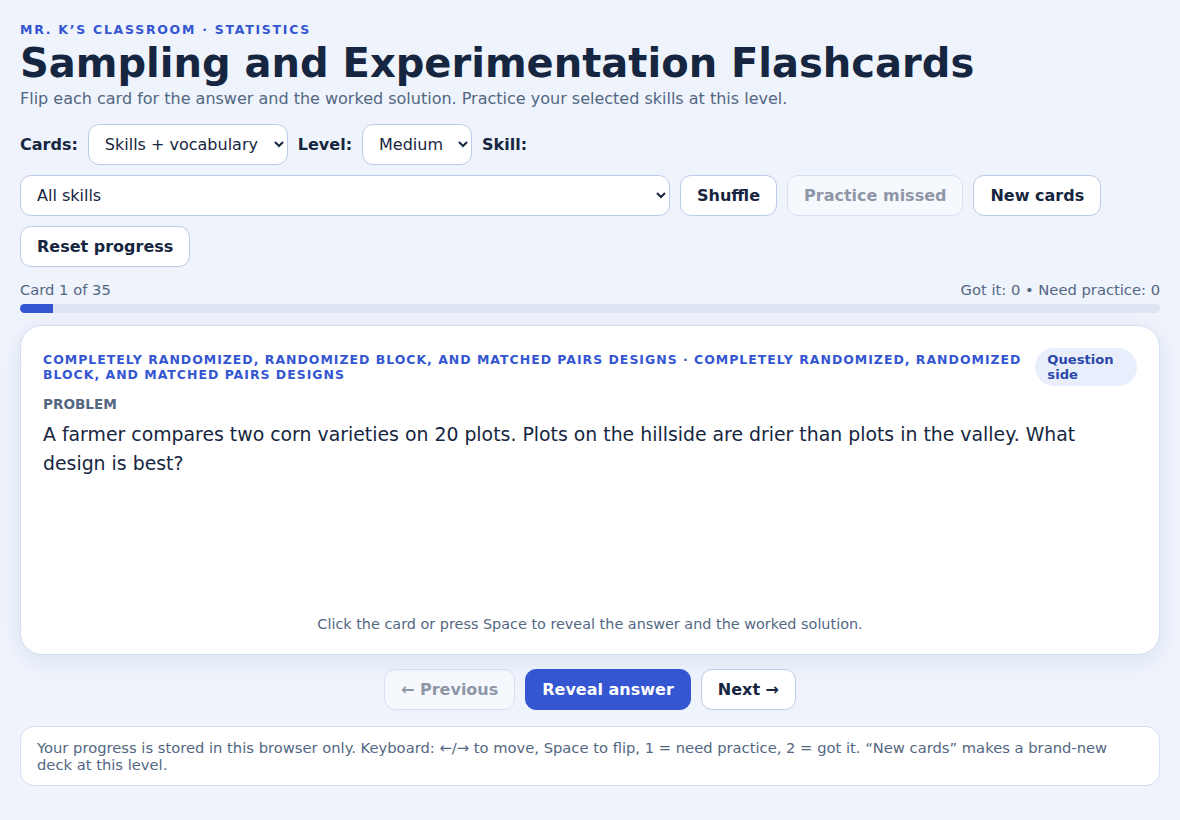 MR. K’S CLASSROOM · STATISTICS
Sampling and Experimentation Flashcards
Flip each card for the answer and the worked solution. Practice your selected skills at this level.
Cards: Skills + vocabulary Level: Medium Skill:
All skills Shuffle Practice missed New cards
Reset progress
Card 1 of 35 Got it: 0 • Need practice: 0
COMPLETELY RANDOMIZED, RANDOMIZED BLOCK, AND MATCHED PAIRS DESIGNS · COMPLETELY RANDOMIZED, RANDOMIZED
BLOCK, AND MATCHED PAIRS DESIGNS
Question
side
PROBLEM
A farmer compares two corn varieties on 20 plots. Plots on the hillside are drier than plots in the valley. What
design is best?
Click the card or press Space to reveal the answer and the worked solution.
← Previous Reveal answer Next →
Your progress is stored in this browser only. Keyboard: ←/→ to move, Space to flip, 1 = need practice, 2 = got it. “New cards” makes a brand-new
deck at this level.